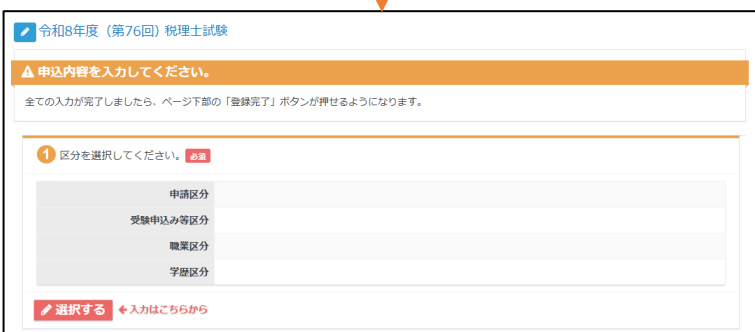 令和8年度（第76回）税理士試験
申込内容を入力してください。
全ての入力が完了しましたら、ページ下部の「登録完了」ボタンが押せるようになります。
1 区分を選択してください。 必須
申請区分
受験申込み等区分
職業区分
学歴区分
選択する ←入力はこちらから